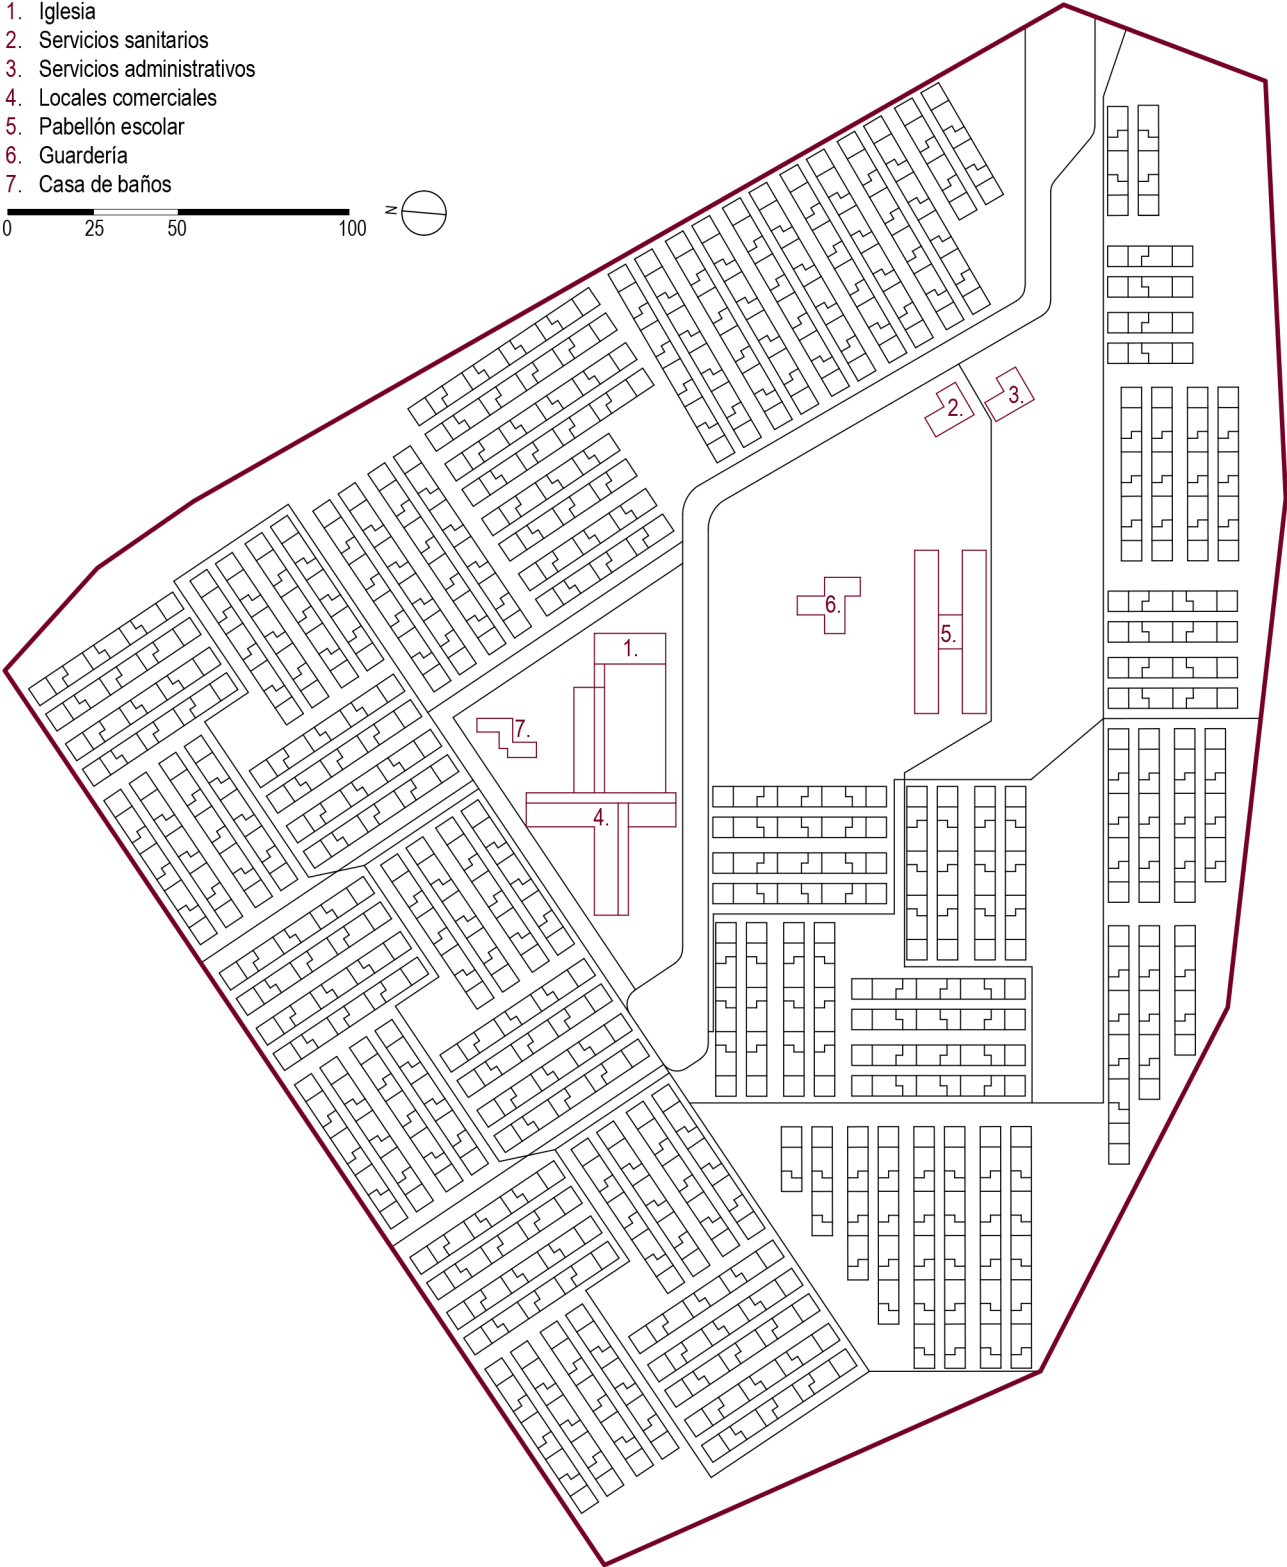 1. Iglesia
2. Servicios sanitarios
3. Servicios administrativos
4. Locales comerciales
5. Pabellón escolar
6. Guardería
7. Casa de baños
0 25 50 100
N
2.
3.
6.
5.
1.
7.
4.